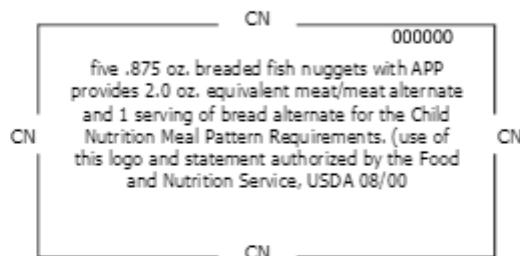 CN
000000
five .875 oz. breaded fish nuggets with APP
provides 2.0 oz. equivalent meat/meat alternate
and 1 serving of bread alternate for the Child
CN Nutrition Meal Pattern Requirements. (use of CN
this logo and statement authorized by the Food
and Nutrition Service, USDA 08/00
CN